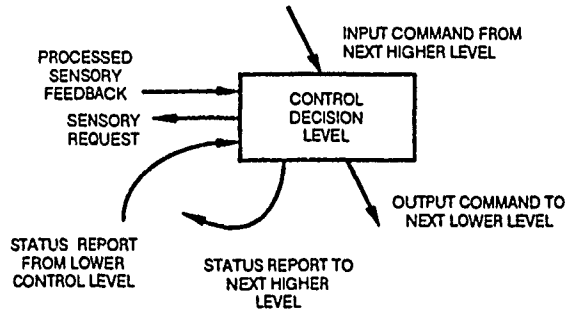 INPUT COMMAND FROM
NEXT HIGHER LEVEL
PROCESSED
SENSORY
FEEDBACK
SENSORY
REQUEST
CONTROL
DECISION
LEVEL
OUTPUT COMMAND TO
NEXT LOWER LEVEL
STATUS REPORT
FROM LOWER
CONTROL LEVEL
STATUS REPORT TO
NEXT HIGHER
LEVEL